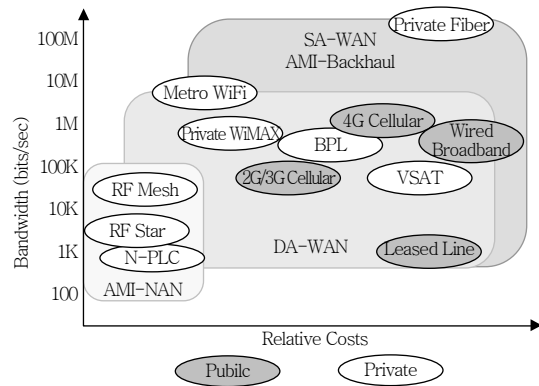 Private Fiber
100M
SA-WAN
AMI-Backhaul
10M
Metro WiFi
1M
4G Cellular
Private WiMAX
Wired
Broadband
BPL
100K
2G/3G Cellular
VSAT
RF Mesh
10K
RF Star
1K
N-PLC
DA-WAN
Leased Line
100
AMI-NAN
Bandwidth (bits/sec)
Relative Costs
Pubilc
Private